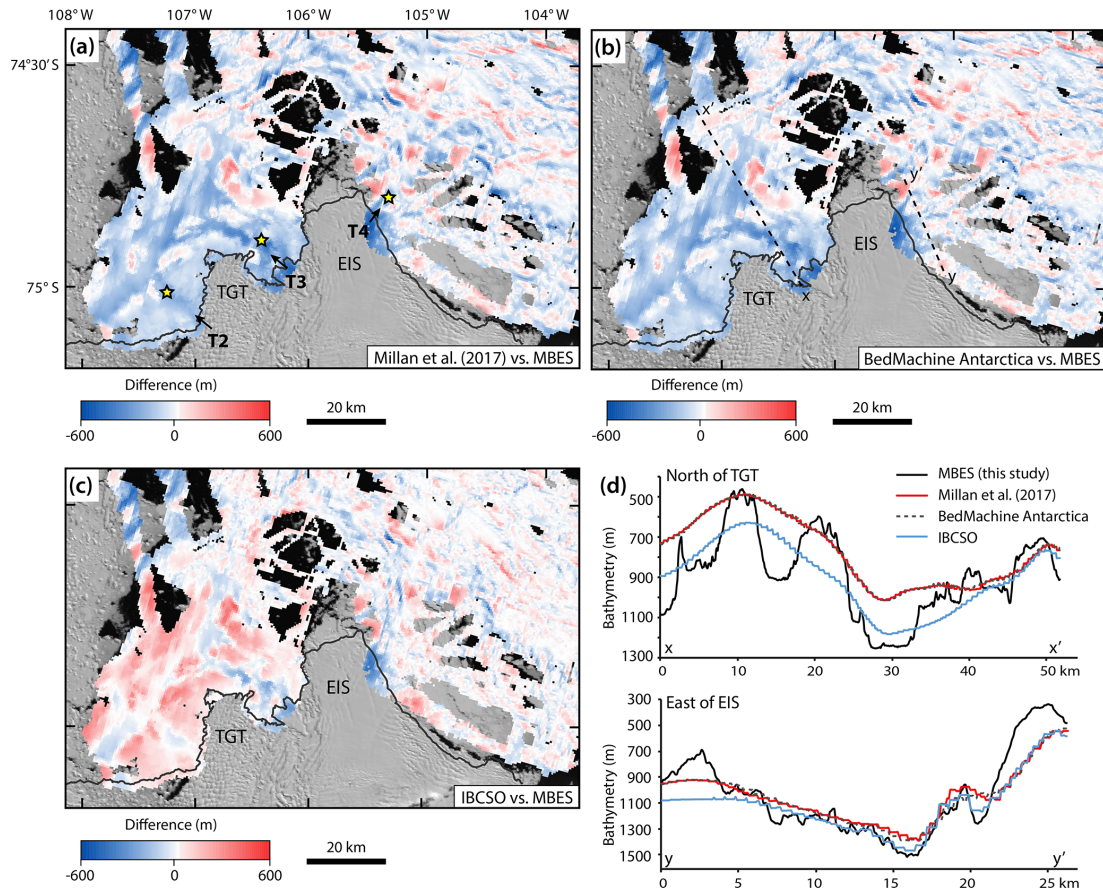 108°W 107°W 106°W 105°W 104°W
(a)
74°30′ S
T4
EIS
T3
TGT
75° S
T2
Millan et al. (2017) vs. MBES
(b)
x′
y′
EIS
TGT
x
y
BedMachine Antarctica vs. MBES
Difference (m)
-600 0 600
20 km
Difference (m)
-600 0 600
20 km
(c)
EIS
TGT
IBCSO vs. MBES
Difference (m)
-600 0 600
20 km
(d)
North of TGT
MBES (this study)
Millan et al. (2017)
BedMachine Antarctica
IBCSO
Bathymetry (m)
500
700
900
1100
1300
x x′
0 10 20 30 40 50 km
East of EIS
Bathymetry (m)
300
500
700
900
1100
1300
1500
y y′
0 5 10 15 20 25 km